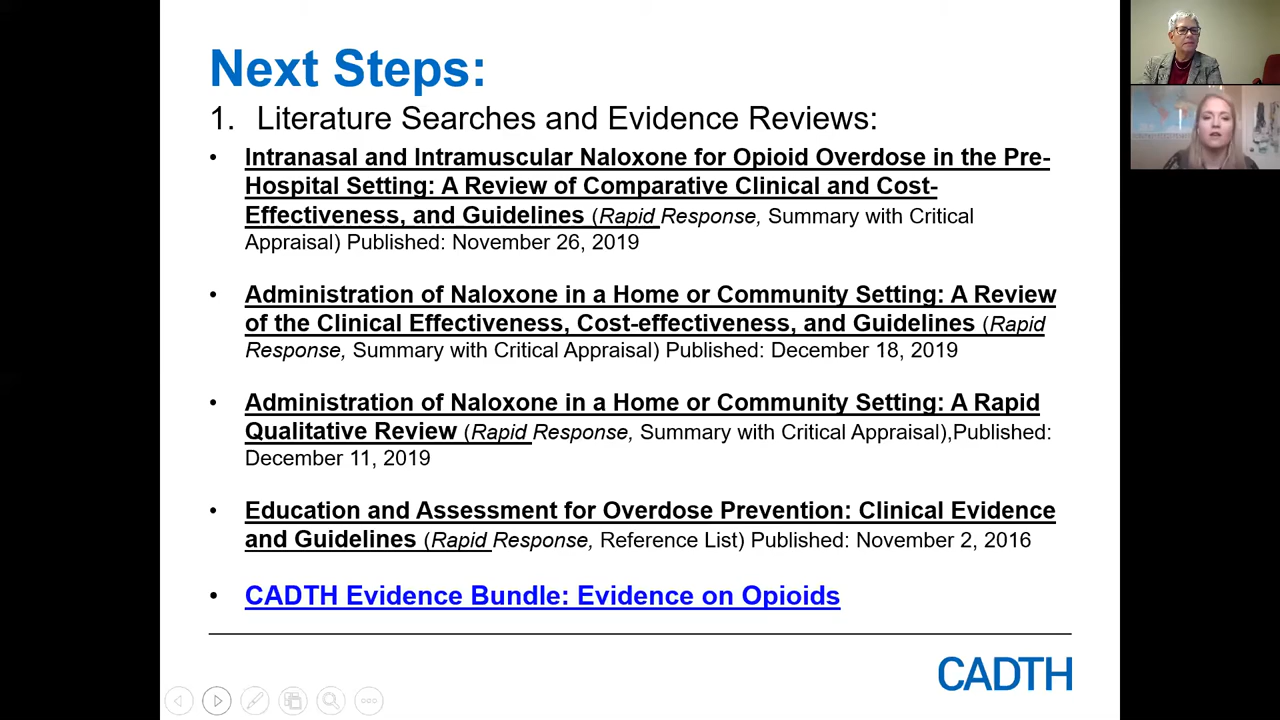 Next Steps:
1. Literature Searches and Evidence Reviews:
• Intranasal and Intramuscular Naloxone for Opioid Overdose in the Pre-
Hospital Setting: A Review of Comparative Clinical and Cost-
Effectiveness, and Guidelines (Rapid Response, Summary with Critical
Appraisal) Published: November 26, 2019
• Administration of Naloxone in a Home or Community Setting: A Review
of the Clinical Effectiveness, Cost-effectiveness, and Guidelines (Rapid
Response, Summary with Critical Appraisal) Published: December 18, 2019
• Administration of Naloxone in a Home or Community Setting: A Rapid
Qualitative Review (Rapid Response, Summary with Critical Appraisal),Published:
December 11, 2019
• Education and Assessment for Overdose Prevention: Clinical Evidence
and Guidelines (Rapid Response, Reference List) Published: November 2, 2016
• CADTH Evidence Bundle: Evidence on Opioids
CADTH